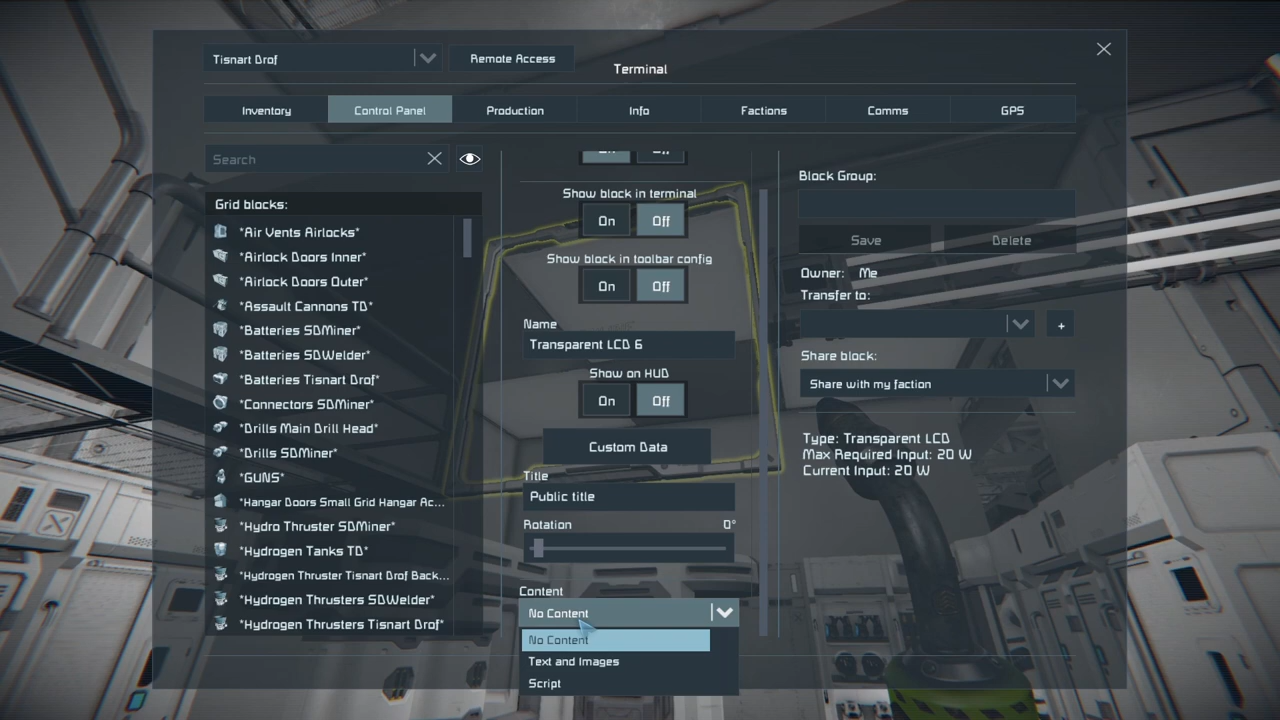 Tisnart Drof
Remote Access
Terminal
Inventory
Control Panel
Production
Info
Factions
Comms
GPS
Search
Grid blocks:
*Air Vents Airlocks*
*Airlock Doors Inner*
*Airlock Doors Outer*
*Assault Cannons TD*
*Batteries SDMiner*
*Batteries SDWelder*
*Batteries Tisnart Drof*
*Connectors SDMiner*
*Drills Main Drill Head*
*Drills SDMiner*
*GUNS*
*Hangar Doors Small Grid Hangar Ac...
*Hydro Thruster SDMiner*
*Hydrogen Tanks TD*
*Hydrogen Thruster Tisnart Drof Back...
*Hydrogen Thrusters SDWelder*
*Hydrogen Thrusters Tisnart Drof*
Show block in terminal
On Off
Show block in toolbar config
On Off
Name
Transparent LCD 6
Show on HUD
On Off
Custom Data
Title
Public title
Rotation 0°
Content
No Content
No Content
Text and Images
Script
Block Group:
Save Delete
Owner: Me
Transfer to:
+
Share block:
Share with my faction
Type: Transparent LCD
Max Required Input: 20 W
Current Input: 20 W